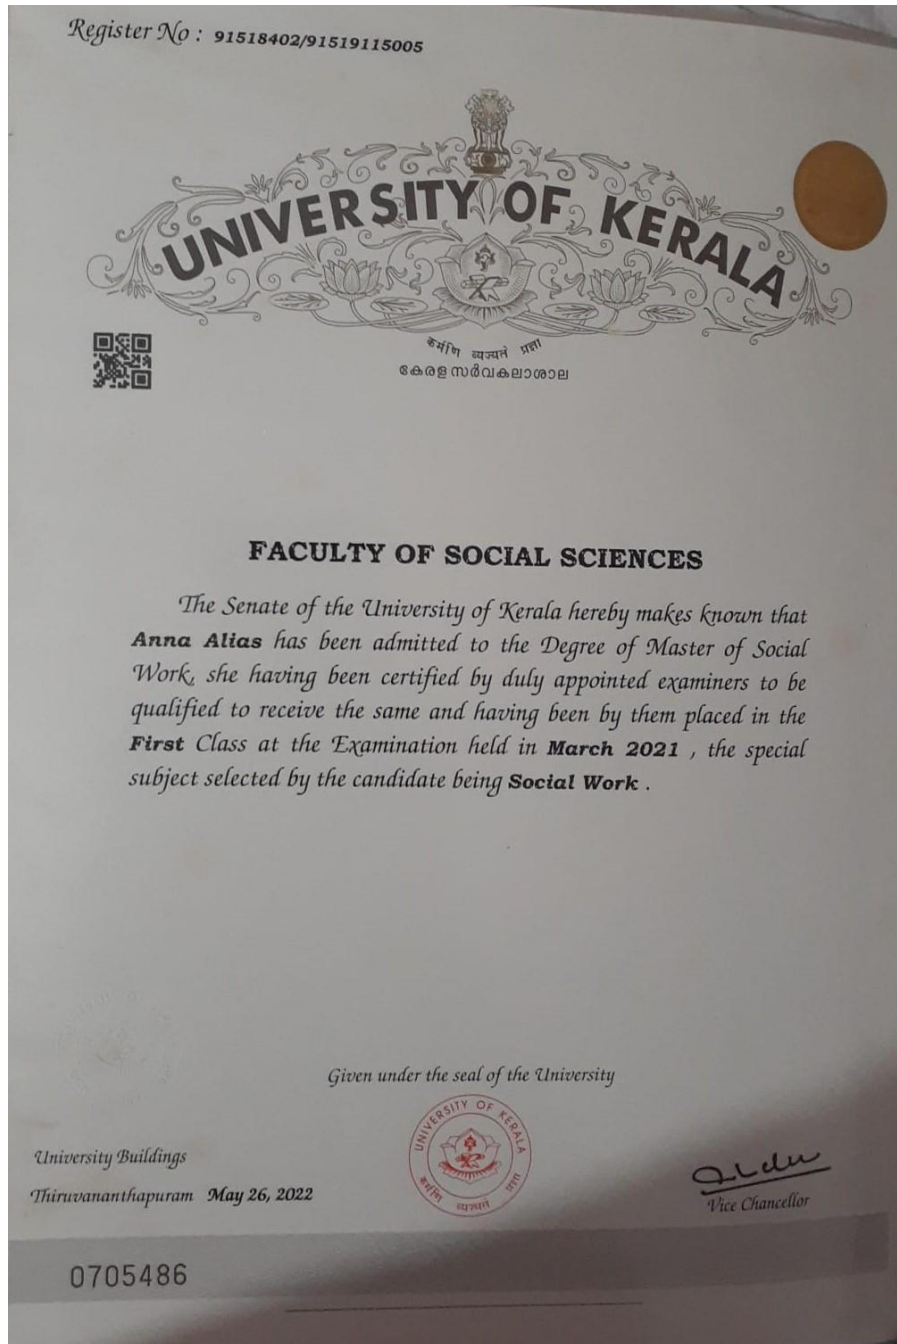 Register No : 91518402/91519115005
UNIVERSITY OF KERALA
कर्मणि व्यज्यते प्रज्ञा
കേരള സർവകലാശാല
FACULTY OF SOCIAL SCIENCES
The Senate of the University of Kerala hereby makes known that
Anna Alias has been admitted to the Degree of Master of Social
Work, she having been certified by duly appointed examiners to be
qualified to receive the same and having been by them placed in the
First Class at the Examination held in March 2021 , the special
subject selected by the candidate being Social Work .
Given under the seal of the University
UNIVERSITY OF KERALA
कर्मणि व्यज्यते प्रज्ञा
University Buildings
Thiruvananthapuram May 26, 2022
Vice Chancellor
0705486